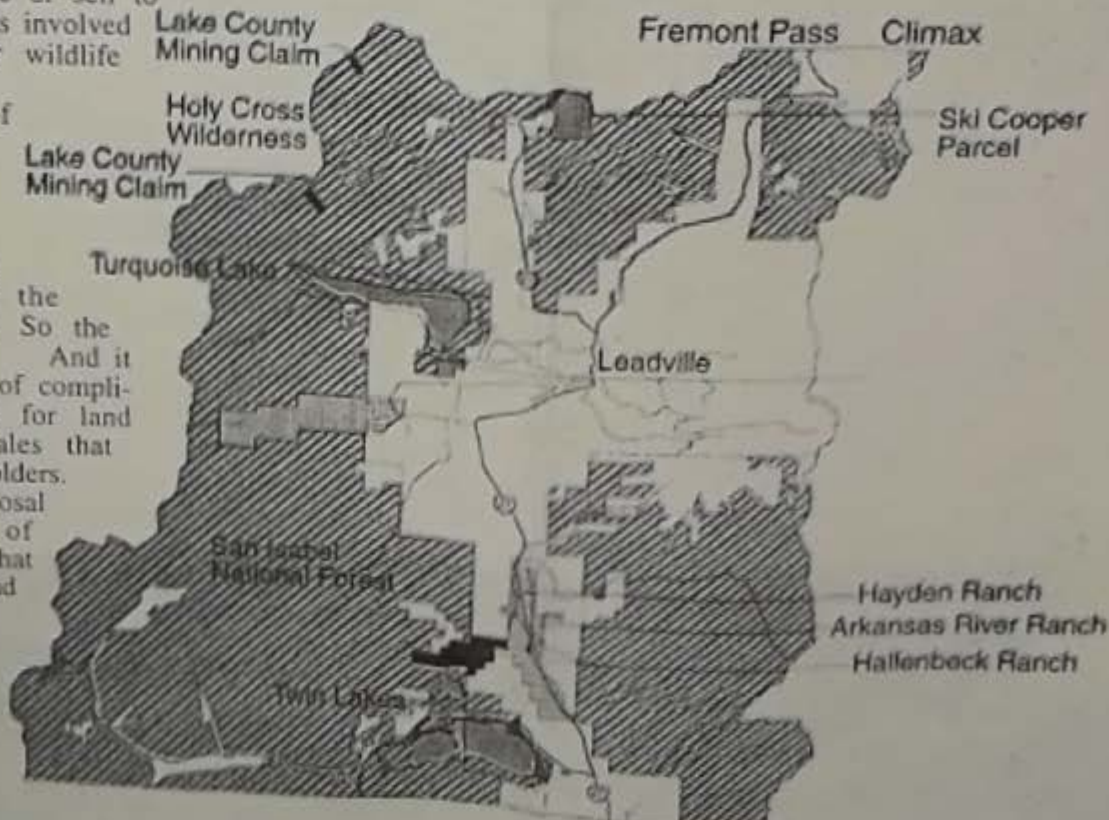 s involved
wildlife
f
the
So the
And it
of compli-
for land
ales that
lders.
osal
of
hat
Lake County
Mining Claim
Holy Cross
Wilderness
Lake County
Mining Claim
Turquoise Lake
Fremont Pass
Climax
Ski Cooper
Parcel
Leadville
San Isabel
National Forest
Hayden Ranch
Arkansas River Ranch
Hallenbeck Ranch
Twin Lakes